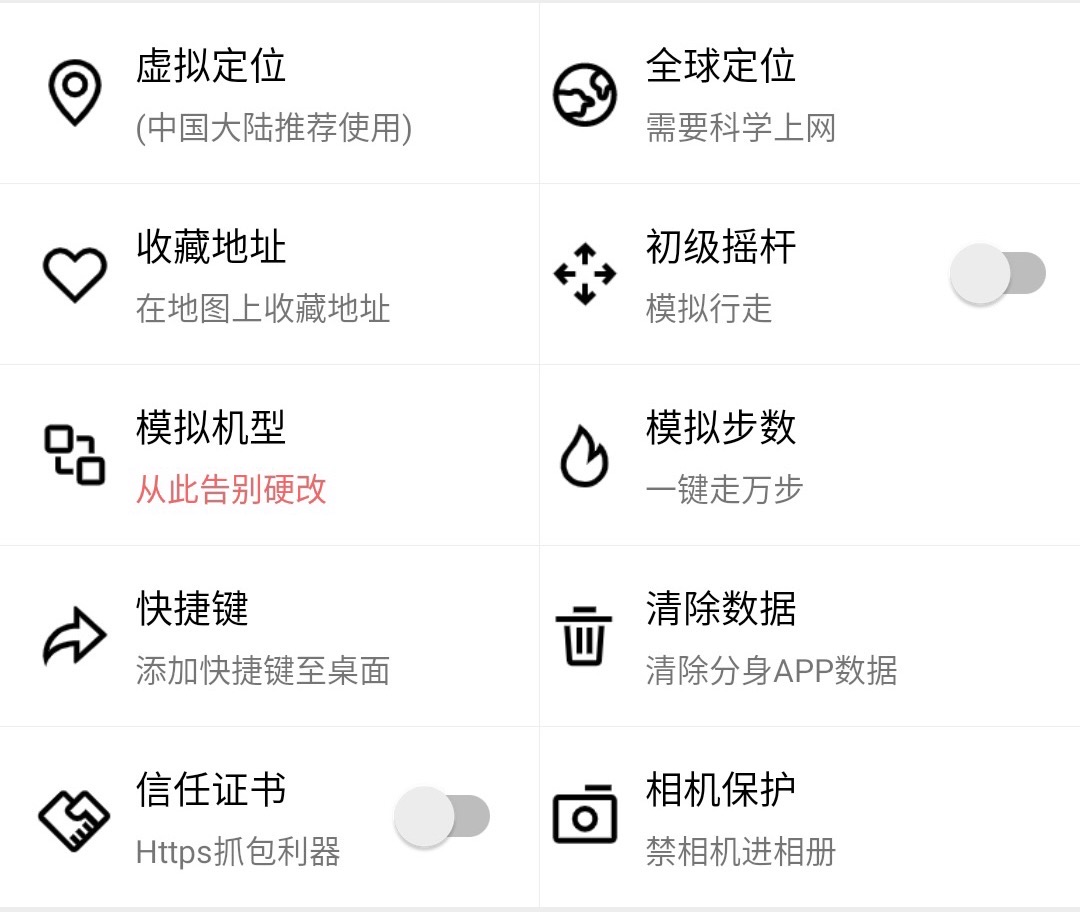 虚拟定位
(中国大陆推荐使用)
全球定位
需要科学上网
收藏地址
在地图上收藏地址
初级摇杆
模拟行走
模拟机型
从此告别硬改
模拟步数
一键走万步
快捷键
添加快捷键至桌面
清除数据
清除分身APP数据
信任证书
Https抓包利器
相机保护
禁相机进相册